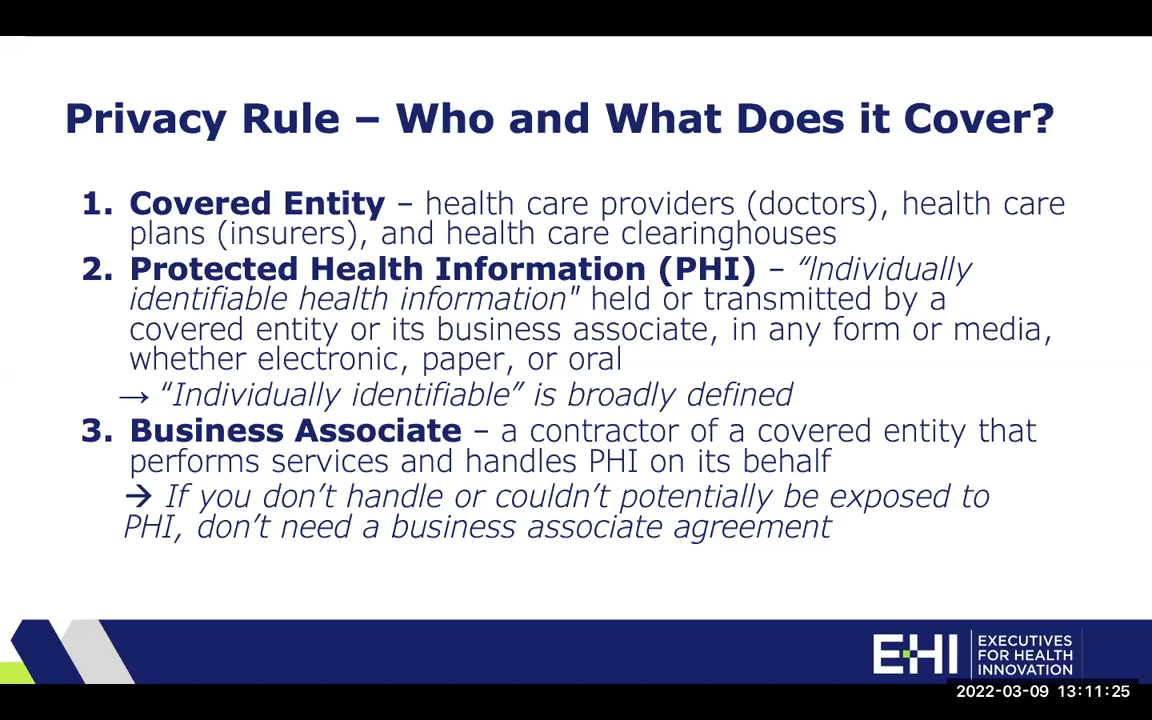 Privacy Rule – Who and What Does it Cover?
1. Covered Entity – health care providers (doctors), health care
plans (insurers), and health care clearinghouses
2. Protected Health Information (PHI) – “Individually
identifiable health information" held or transmitted by a
covered entity or its business associate, in any form or media,
whether electronic, paper, or oral
→ “Individually identifiable” is broadly defined
3. Business Associate – a contractor of a covered entity that
performs services and handles PHI on its behalf
→ If you don’t handle or couldn’t potentially be exposed to
PHI, don’t need a business associate agreement
EHI
EXECUTIVES
FOR HEALTH
INNOVATION
2022-03-09 13:11:25